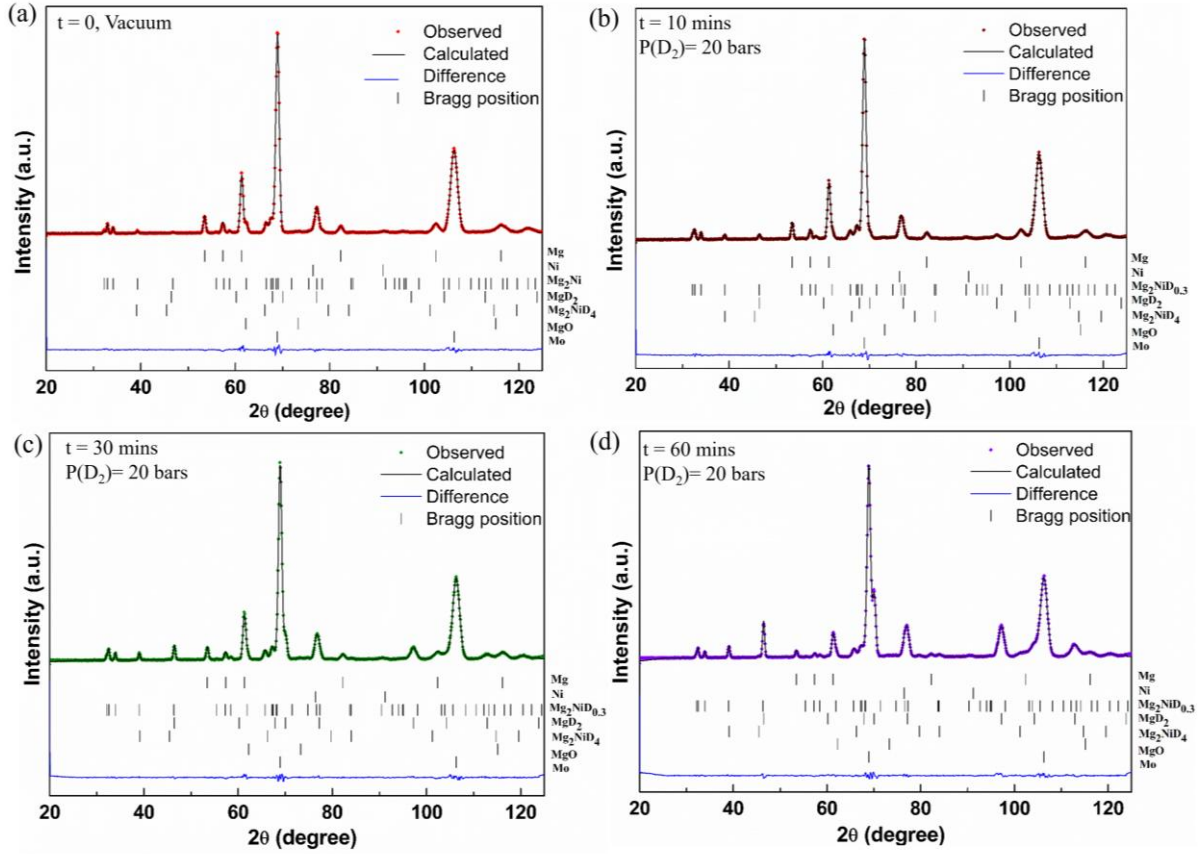 (a)
t = 0, Vacuum
Observed
Calculated
Difference
Bragg position
Intensity (a.u.)
Mg
Ni
Mg₂Ni
MgD₂
Mg₂NiD₄
MgO
Mo
20 40 60 80 100 120
2θ (degree)
(b)
t = 10 mins
P(D₂)= 20 bars
Observed
Calculated
Difference
Bragg position
Intensity (a.u.)
Mg
Ni
Mg₂NiD₀.₃
MgD₂
Mg₂NiD₄
MgO
Mo
20 40 60 80 100 120
2θ (degree)
(c)
t = 30 mins
P(D₂)= 20 bars
Observed
Calculated
Difference
Bragg position
Intensity (a.u.)
Mg
Ni
Mg₂NiD₀.₃
MgD₂
Mg₂NiD₄
MgO
Mo
20 40 60 80 100 120
2θ (degree)
(d)
t = 60 mins
P(D₂)= 20 bars
Observed
Calculated
Difference
Bragg position
Intensity (a.u.)
Mg
Ni
Mg₂NiD₀.₃
MgD₂
Mg₂NiD₄
MgO
Mo
20 40 60 80 100 120
2θ (degree)